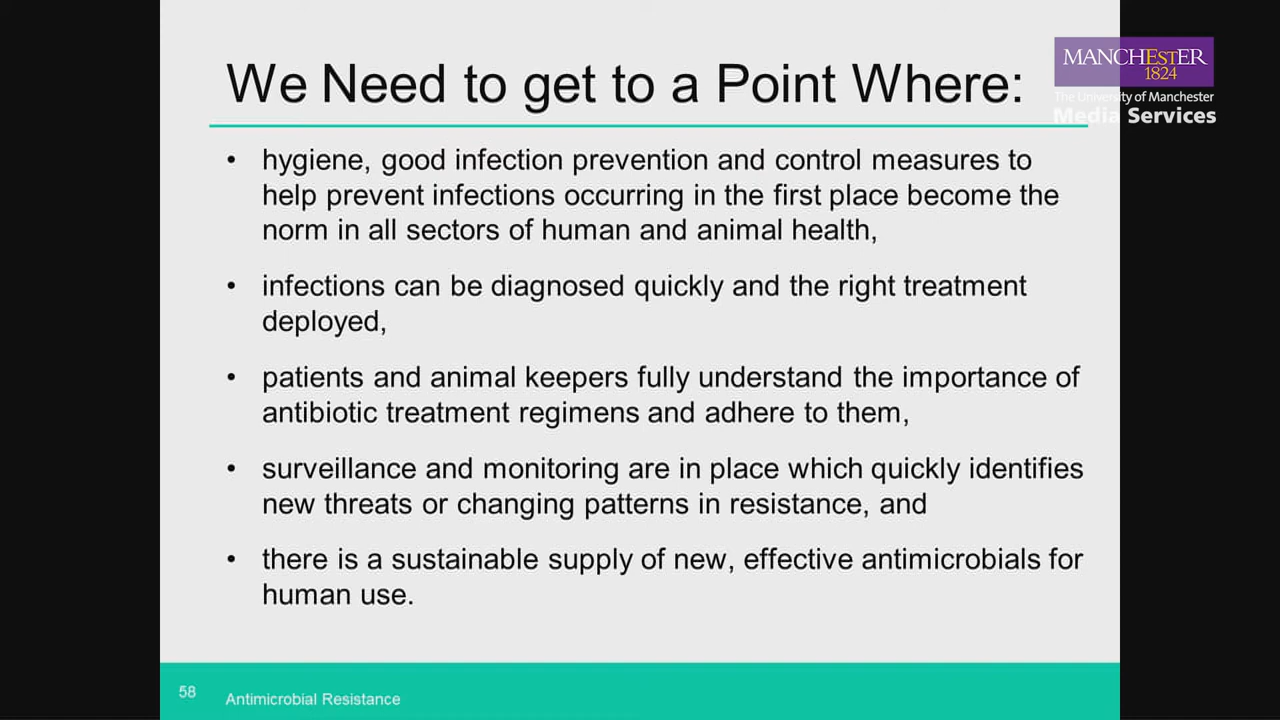 We Need to get to a Point Where:
MANCHESTER
1824
The University of Manchester
Media Services
• hygiene, good infection prevention and control measures to
help prevent infections occurring in the first place become the
norm in all sectors of human and animal health,
• infections can be diagnosed quickly and the right treatment
deployed,
• patients and animal keepers fully understand the importance of
antibiotic treatment regimens and adhere to them,
• surveillance and monitoring are in place which quickly identifies
new threats or changing patterns in resistance, and
• there is a sustainable supply of new, effective antimicrobials for
human use.
58 Antimicrobial Resistance